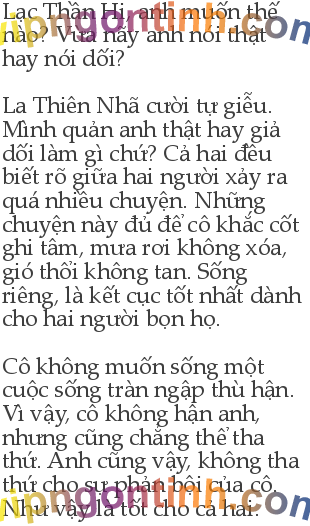 Lạc Thần Hi, anh muốn thế
nào? Vừa nãy anh nói thật
hay nói dối?
La Thiên Nhã cười tự giễu.
Mình quản anh thật hay giả
dối làm gì chứ? Cả hai đều
biết rõ giữa hai người xảy ra
quá nhiều chuyện. Những
chuyện này đủ để cô khắc cốt
ghi tâm, mưa rơi không xóa,
gió thổi không tan. Sống
riêng, là kết cục tốt nhất dành
cho hai người bọn họ.
Cô không muốn sống một
cuộc sống tràn ngập thù hận.
Vì vậy, cô không hận anh,
nhưng cũng chẳng thể tha
thứ. Anh cũng vậy, không tha
thứ cho sự phản bội của cô.
Như vậy là tốt cho cả hai.
vipngontinh.com
vipngontinh.com